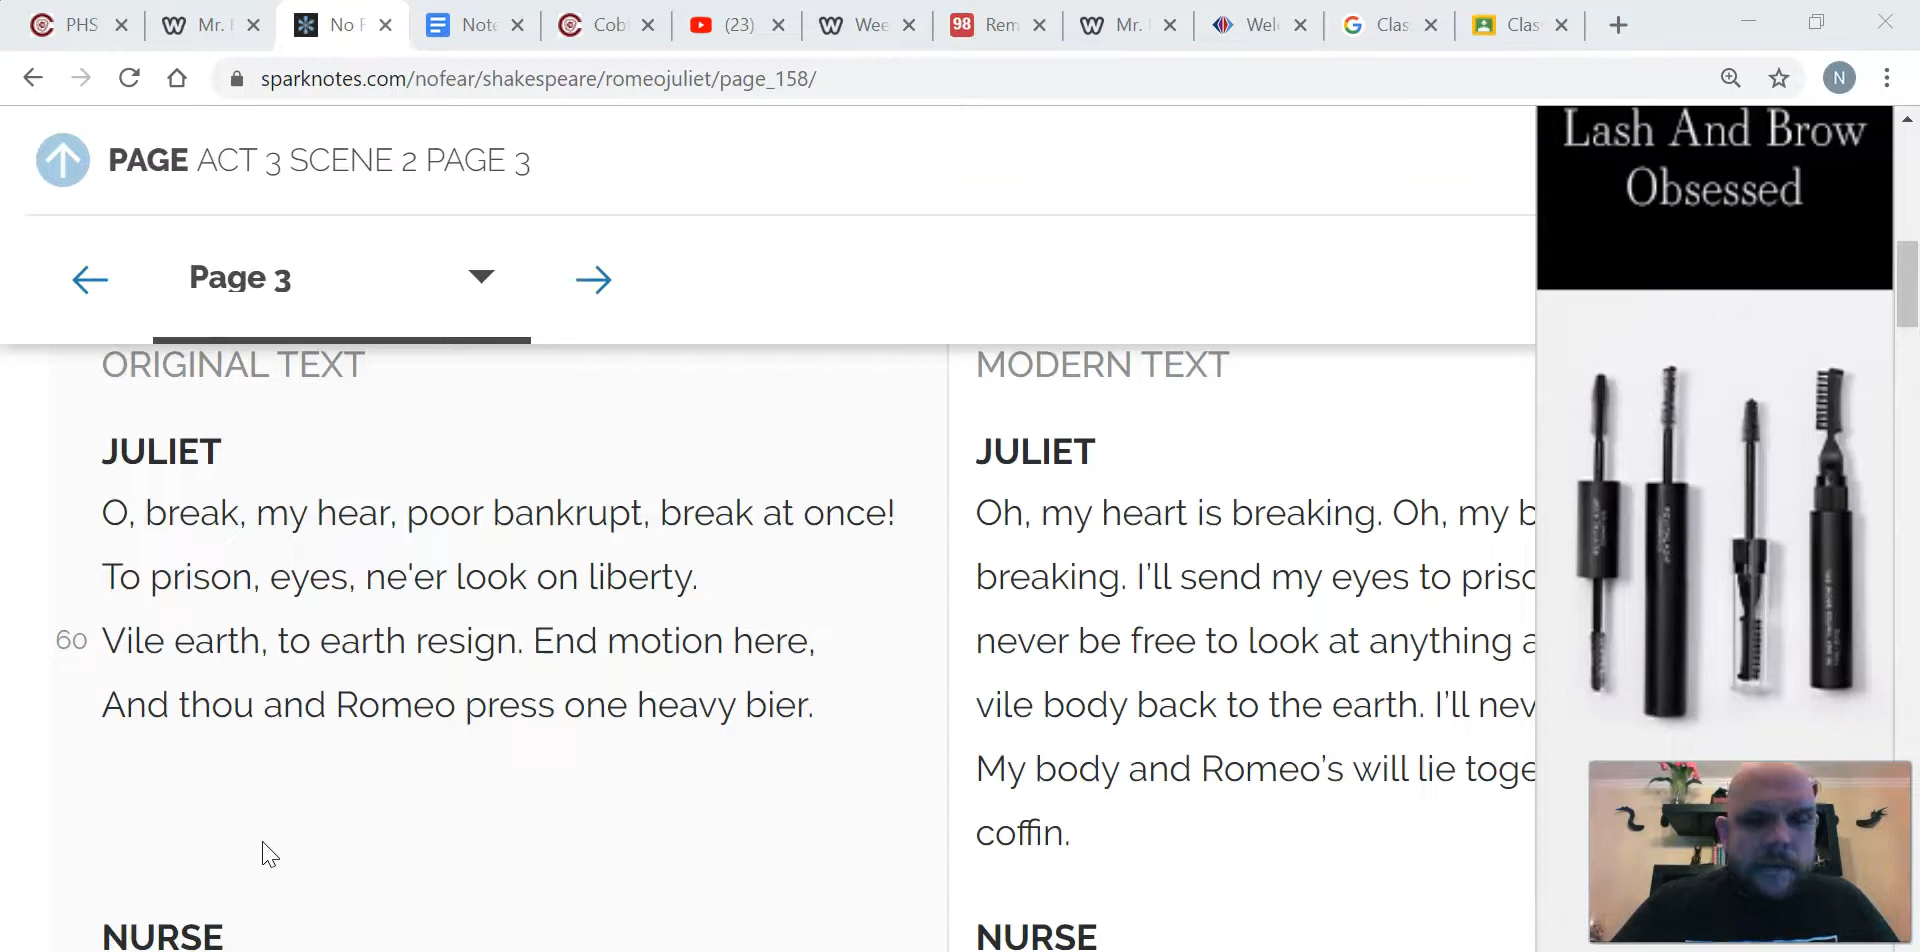 PHS
Mr.
No F
Note
Cob
(23)
Wee
98 Rem
Mr.
Wel
Clas
Clas
sparknotes.com/nofear/shakespeare/romeojuliet/page_158/
N
PAGE ACT 3 SCENE 2 PAGE 3
Page 3
ORIGINAL TEXT
JULIET
O, break, my hear, poor bankrupt, break at once!
To prison, eyes, ne'er look on liberty.
60 Vile earth, to earth resign. End motion here,
And thou and Romeo press one heavy bier.
NURSE
MODERN TEXT
JULIET
Oh, my heart is breaking. Oh, my b
breaking. I’ll send my eyes to priso
never be free to look at anything a
vile body back to the earth. I’ll nev
My body and Romeo’s will lie toge
coffin.
NURSE
Lash And Brow
Obsessed